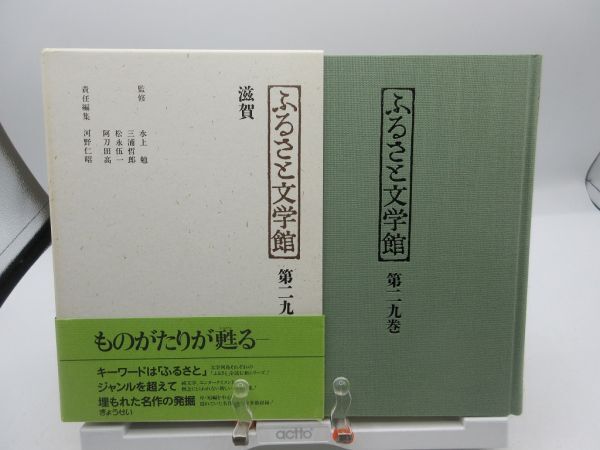 ふるさと文学館 第二九
滋賀
監修
水上 勉
三浦哲郎
松永伍一
阿刀田高
責任編集
河野仁昭
ものがたりが甦る
キーワードは「ふるさと」
ジャンルを超えて
埋もれた名作の発掘
ぎょうせい
ふるさと文学館 第二九巻
actto